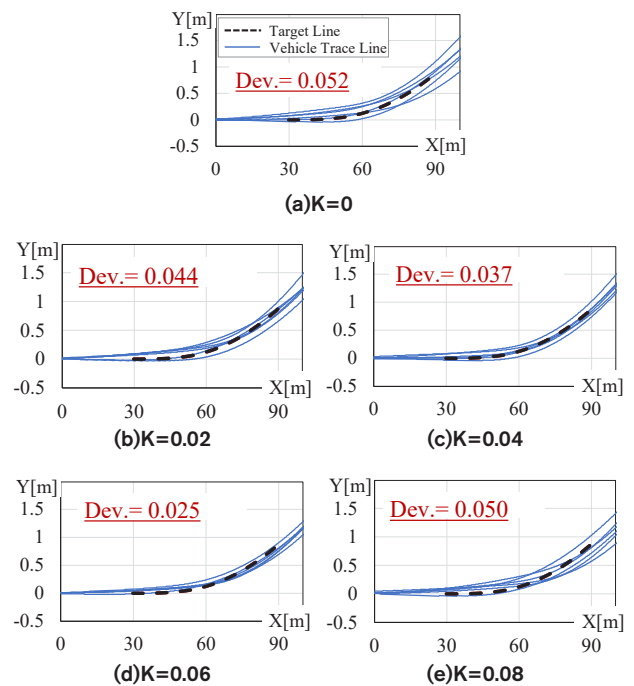 Y[m]
1.5
1
0.5
0
-0.5
Target Line
Vehicle Trace Line
Dev.= 0.052
X[m]
0 30 60 90
(a)K=0
Y[m]
1.5
1
0.5
0
-0.5
Dev.= 0.044
X[m]
0 30 60 90
(b)K=0.02
Y[m]
1.5
1
0.5
0
-0.5
Dev.= 0.037
X[m]
0 30 60 90
(c)K=0.04
Y[m]
1.5
1
0.5
0
-0.5
Dev.= 0.025
X[m]
0 30 60 90
(d)K=0.06
Y[m]
1.5
1
0.5
0
-0.5
Dev.= 0.050
X[m]
0 30 60 90
(e)K=0.08